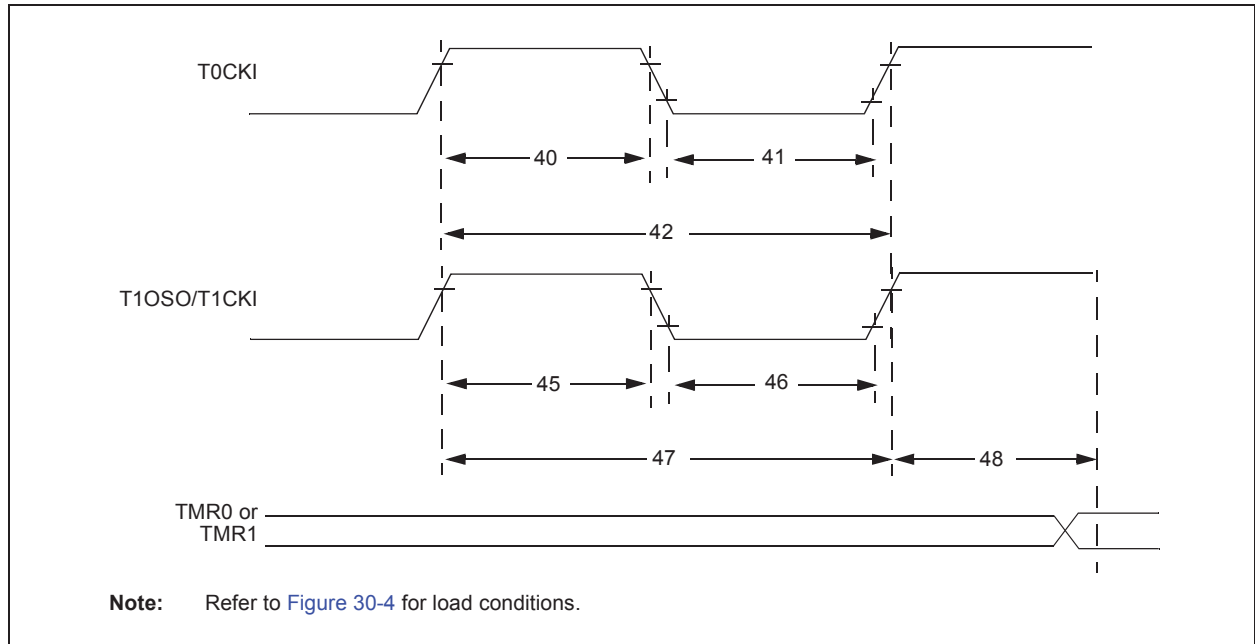 T0CKI
40
41
42
T1OSO/T1CKI
45
46
47
48
TMR0 or
TMR1
Note: Refer to Figure 30-4 for load conditions.